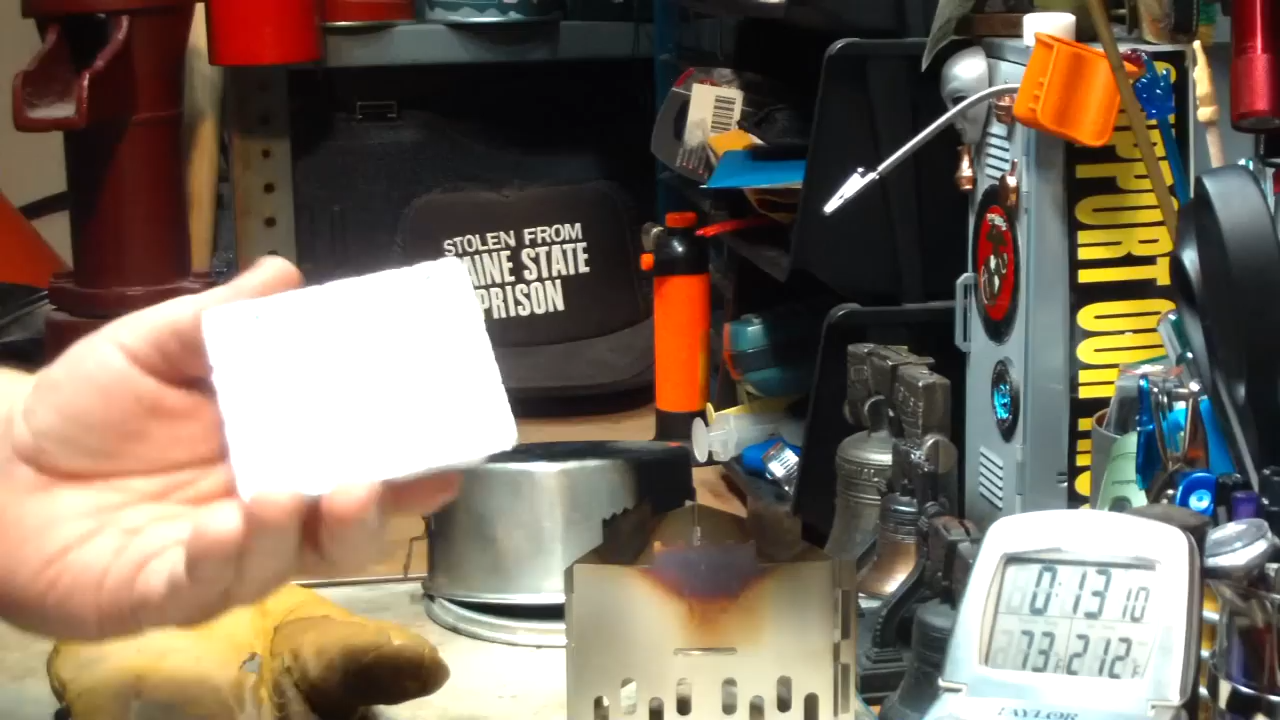 STOLEN FROM
AINE STATE
PRISON
SUPPORT OUR
0:13 10
73°F 212°F
TAYLOR